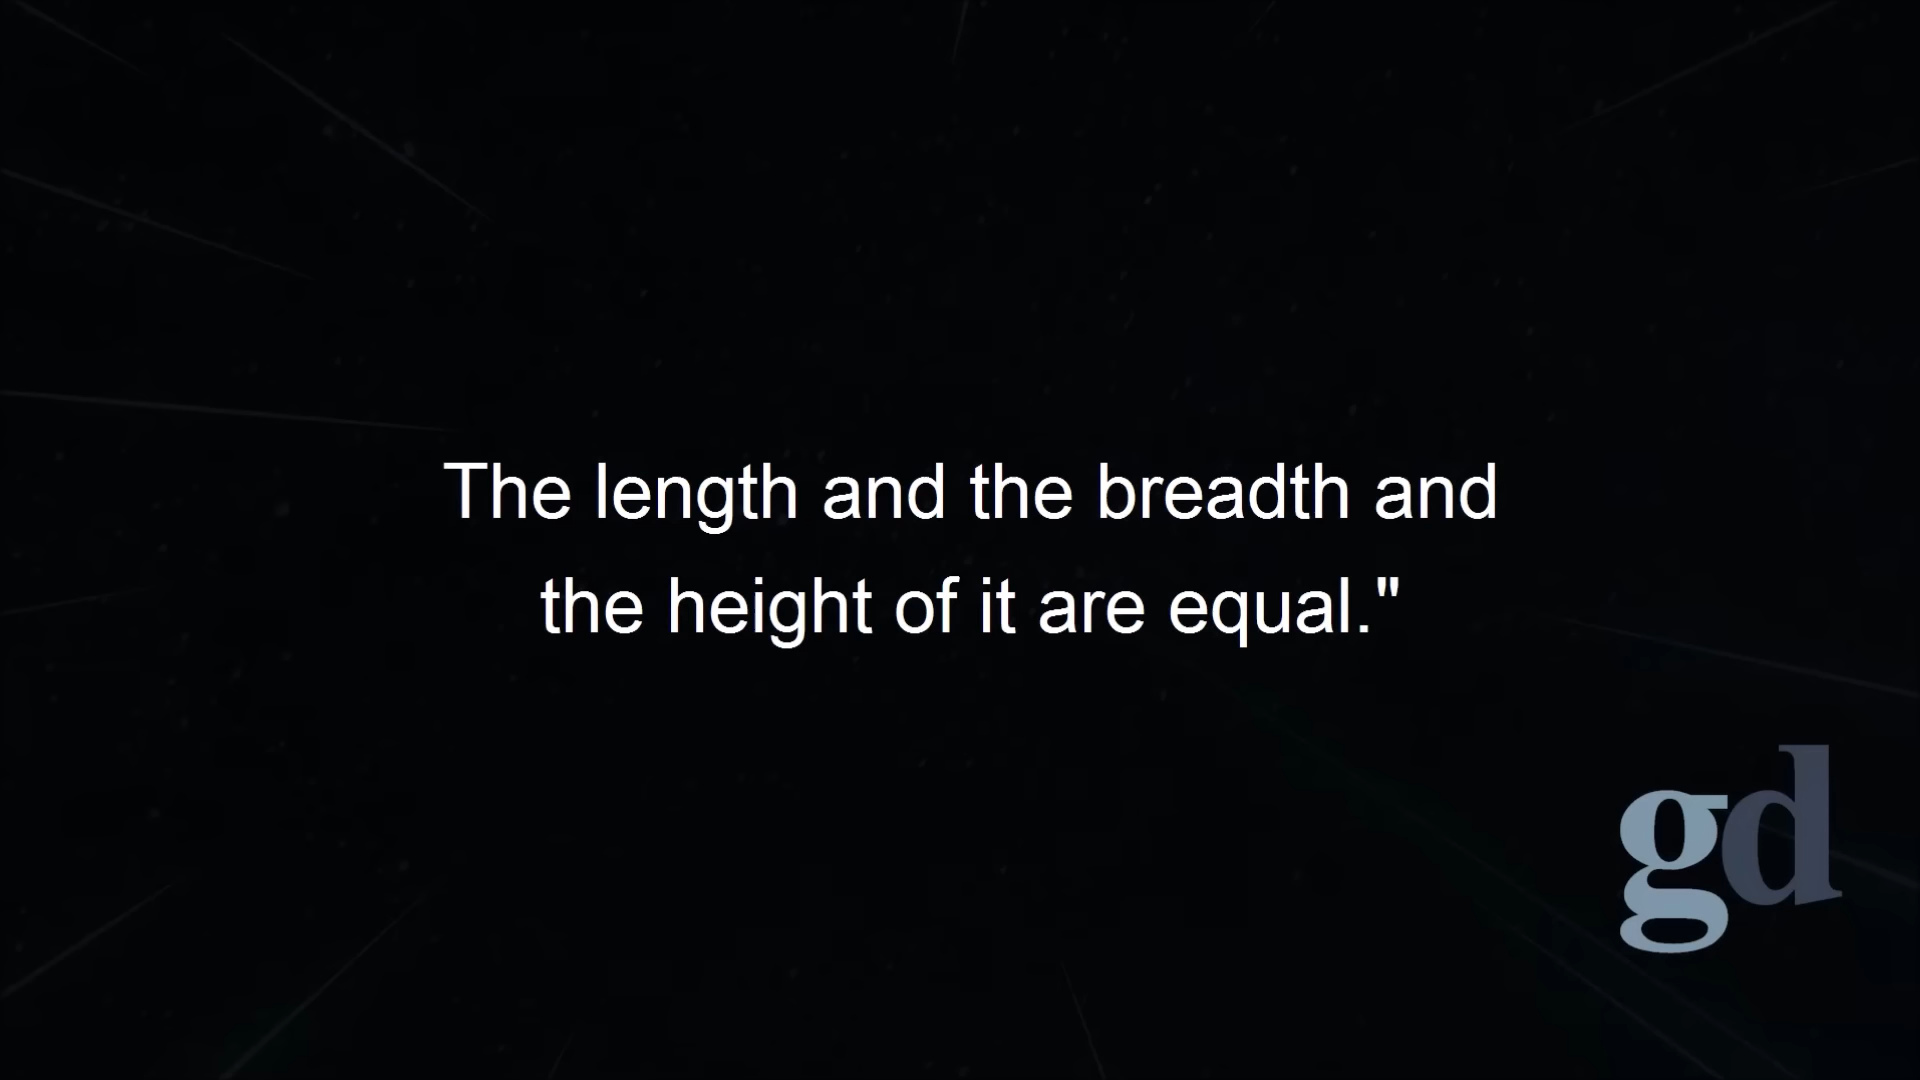 The length and the breadth and
the height of it are equal."
gd